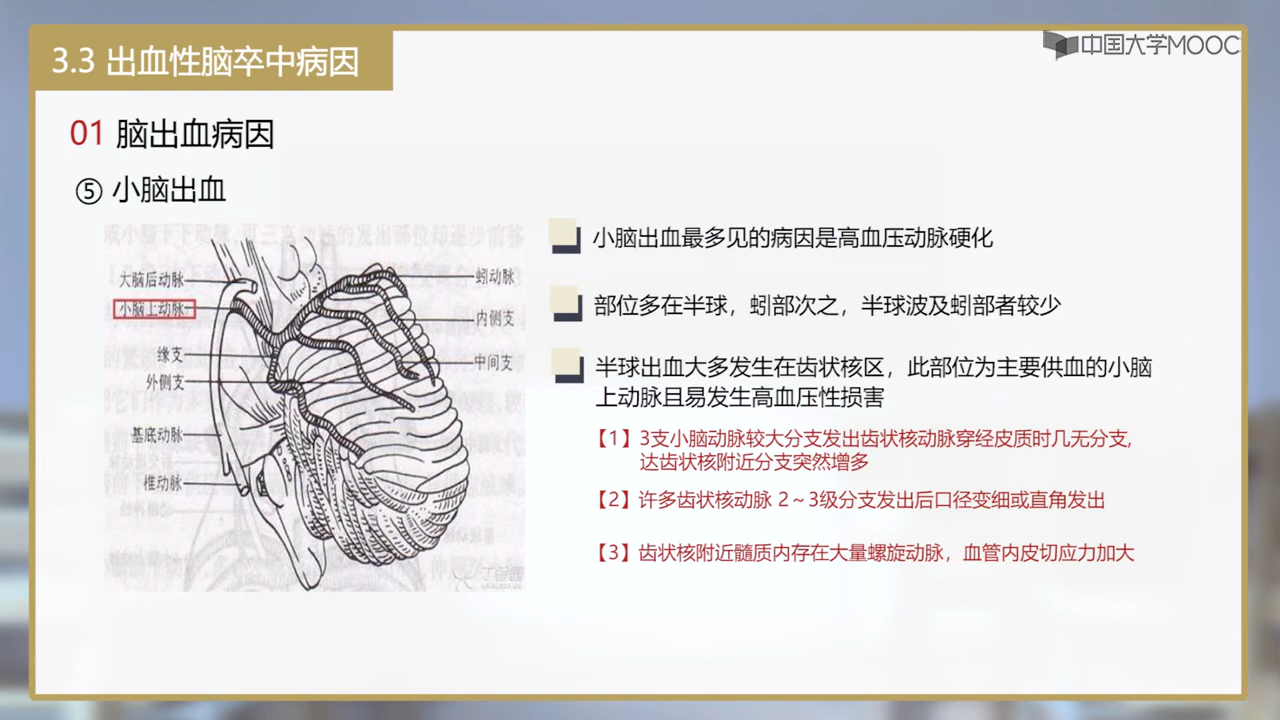 3.3 出血性脑卒中病因
中国大学MOOC
01 脑出血病因
⑤ 小脑出血
大脑后动脉
小脑上动脉
缘支
外侧支
基底动脉
椎动脉
蚓动脉
内侧支
中间支
小脑出血最多见的病因是高血压动脉硬化
部位多在半球，蚓部次之，半球波及蚓部者较少
半球出血大多发生在齿状核区，此部位为主要供血的小脑
上动脉且易发生高血压性损害
【1】3支小脑动脉较大分支发出齿状核动脉穿经皮质时几无分支,
达齿状核附近分支突然增多
【2】许多齿状核动脉 2～3级分支发出后口径变细或直角发出
【3】齿状核附近髓质内存在大量螺旋动脉，血管内皮切应力加大